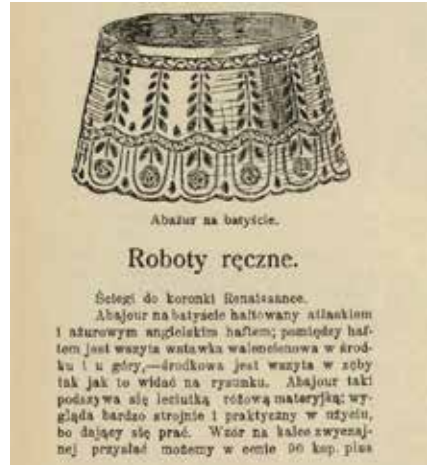 Abażur na batyście.
Roboty ręczne.
Ściegi do koronki Renaissance.
Abajour na batyście haftowany atłaskiem
i ażurowym angielskim haftem; pomiędzy haf-
tem jest wszyta wstawka walencienowa w środ-
ku i u góry,—środkowa jest wszyta w zęby
tak jak to widać na rysunku. Abajour taki
podszywa się leciutką różową materyjką; wy-
gląda bardzo strojnie i praktyczny w użyciu,
bo dający się prać. Wzór na kalce zwyczaj-
nej przysłać możemy w cenie 90 kop. plus